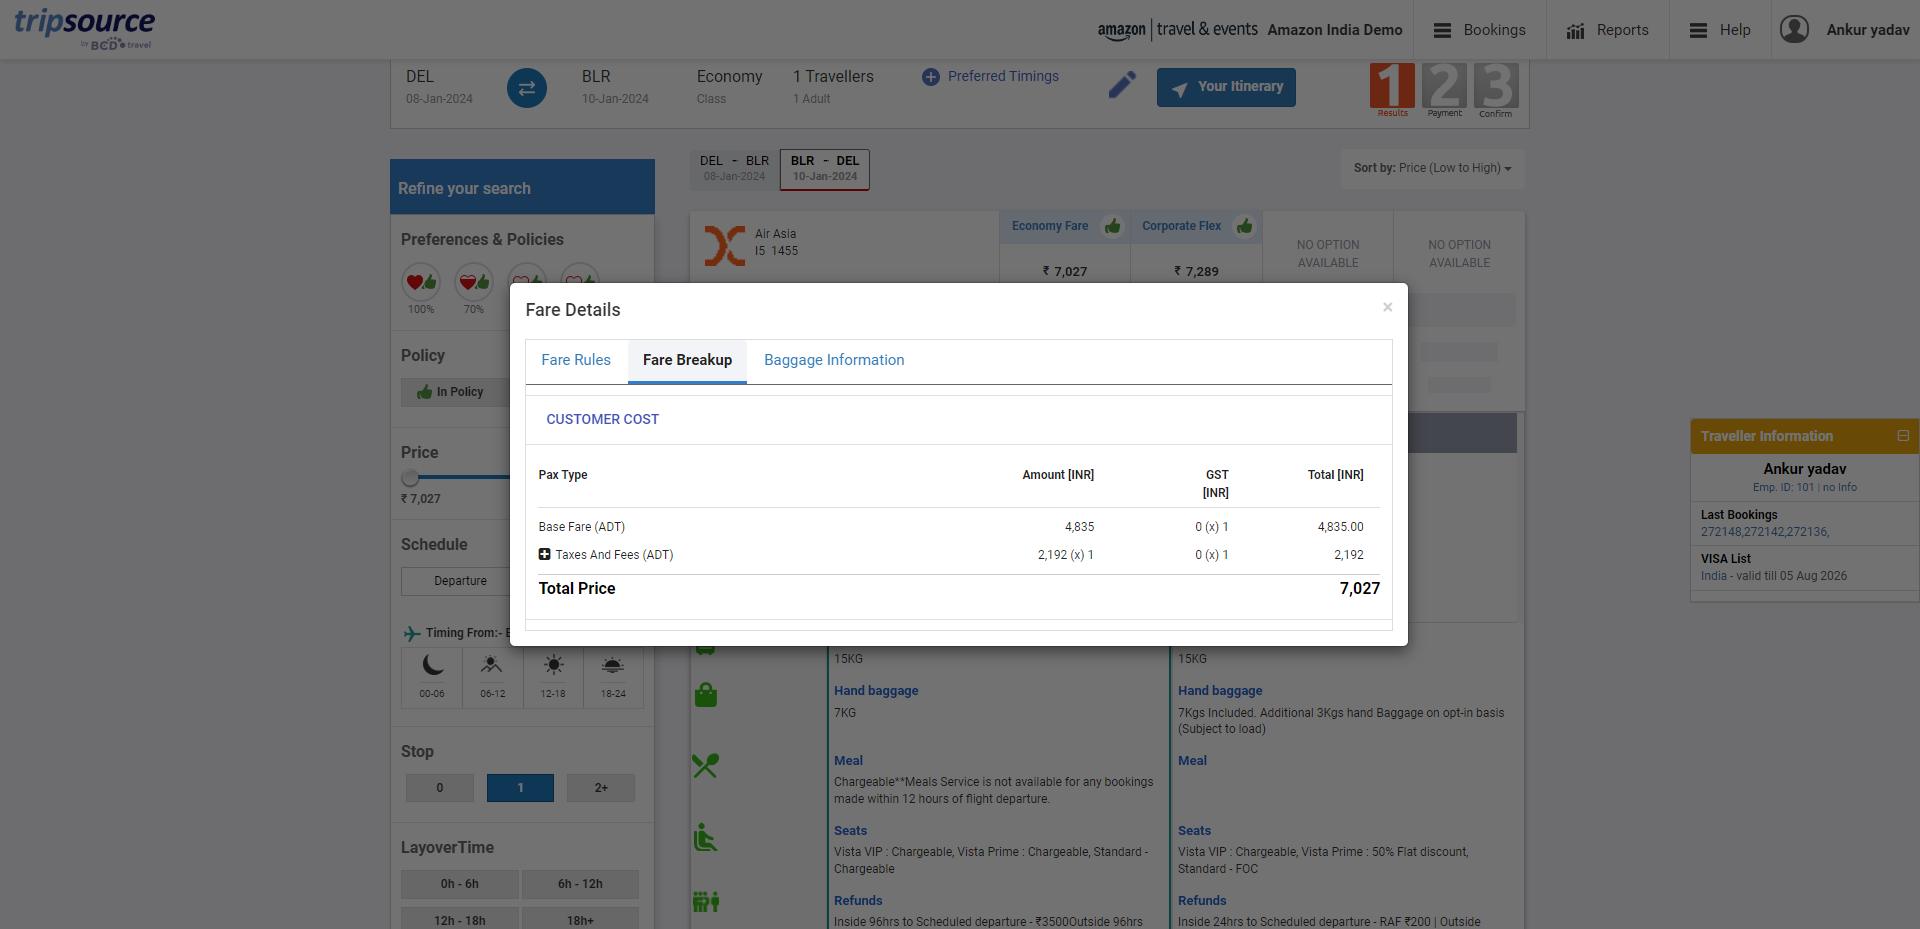 tripsource
by BCD travel
amazon | travel & events Amazon India Demo
Bookings
Reports
Help
Ankur yadav
DEL
08-Jan-2024
BLR
10-Jan-2024
Economy
Class
1 Travellers
1 Adult
Preferred Timings
Your Itinerary
1 2 3
Results Payment Confirm
DEL - BLR
08-Jan-2024
BLR - DEL
10-Jan-2024
Sort by: Price (Low to High)
Refine your search
Preferences & Policies
100% 70%
Policy
In Policy
Price
₹ 7,027
Schedule
Departure
Timing From:-
00-06 06-12 12-18 18-24
Stop
0 1 2+
LayoverTime
0h - 6h 6h - 12h
12h - 18h 18h+
Air Asia
I5 1455
Economy Fare
₹ 7,027
Corporate Flex
₹ 7,289
NO OPTION
AVAILABLE
NO OPTION
AVAILABLE
Fare Details
×
Fare Rules Fare Breakup Baggage Information
CUSTOMER COST
Pax Type Amount [INR] GST
[INR] Total [INR]
Base Fare (ADT) 4,835 0 (x) 1 4,835.00
Taxes And Fees (ADT) 2,192 (x) 1 0 (x) 1 2,192
Total Price 7,027
15KG
Hand baggage
7KG
Meal
Chargeable**Meals Service is not available for any bookings
made within 12 hours of flight departure.
Seats
Vista VIP : Chargeable, Vista Prime : Chargeable, Standard -
Chargeable
Refunds
Inside 96hrs to Scheduled departure - ₹3500Outside 96hrs
15KG
Hand baggage
7Kgs Included. Additional 3Kgs hand Baggage on opt-in basis
(Subject to load)
Meal
Seats
Vista VIP : Chargeable, Vista Prime : 50% Flat discount,
Standard - FOC
Refunds
Inside 24hrs to Scheduled departure - RAF ₹200 | Outside
Traveller Information
Ankur yadav
Emp. ID: 101 | no Info
Last Bookings
272148,272142,272136,
VISA List
India - valid till 05 Aug 2026